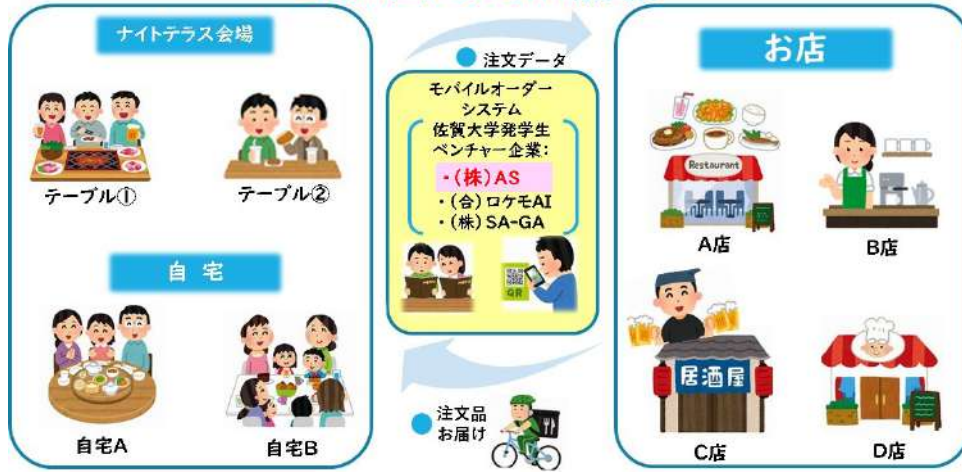 ナイトテラス会場
テーブル①
テーブル②
自宅
自宅A
自宅B
注文データ
モバイルオーダー
システム
佐賀大学発学生
ベンチャー企業:
・(株)AS
・(合)ロケモAI
・(株)SA-GA
QR
注文品
お届け
お店
Restaurant
A店
B店
居酒屋
C店
D店